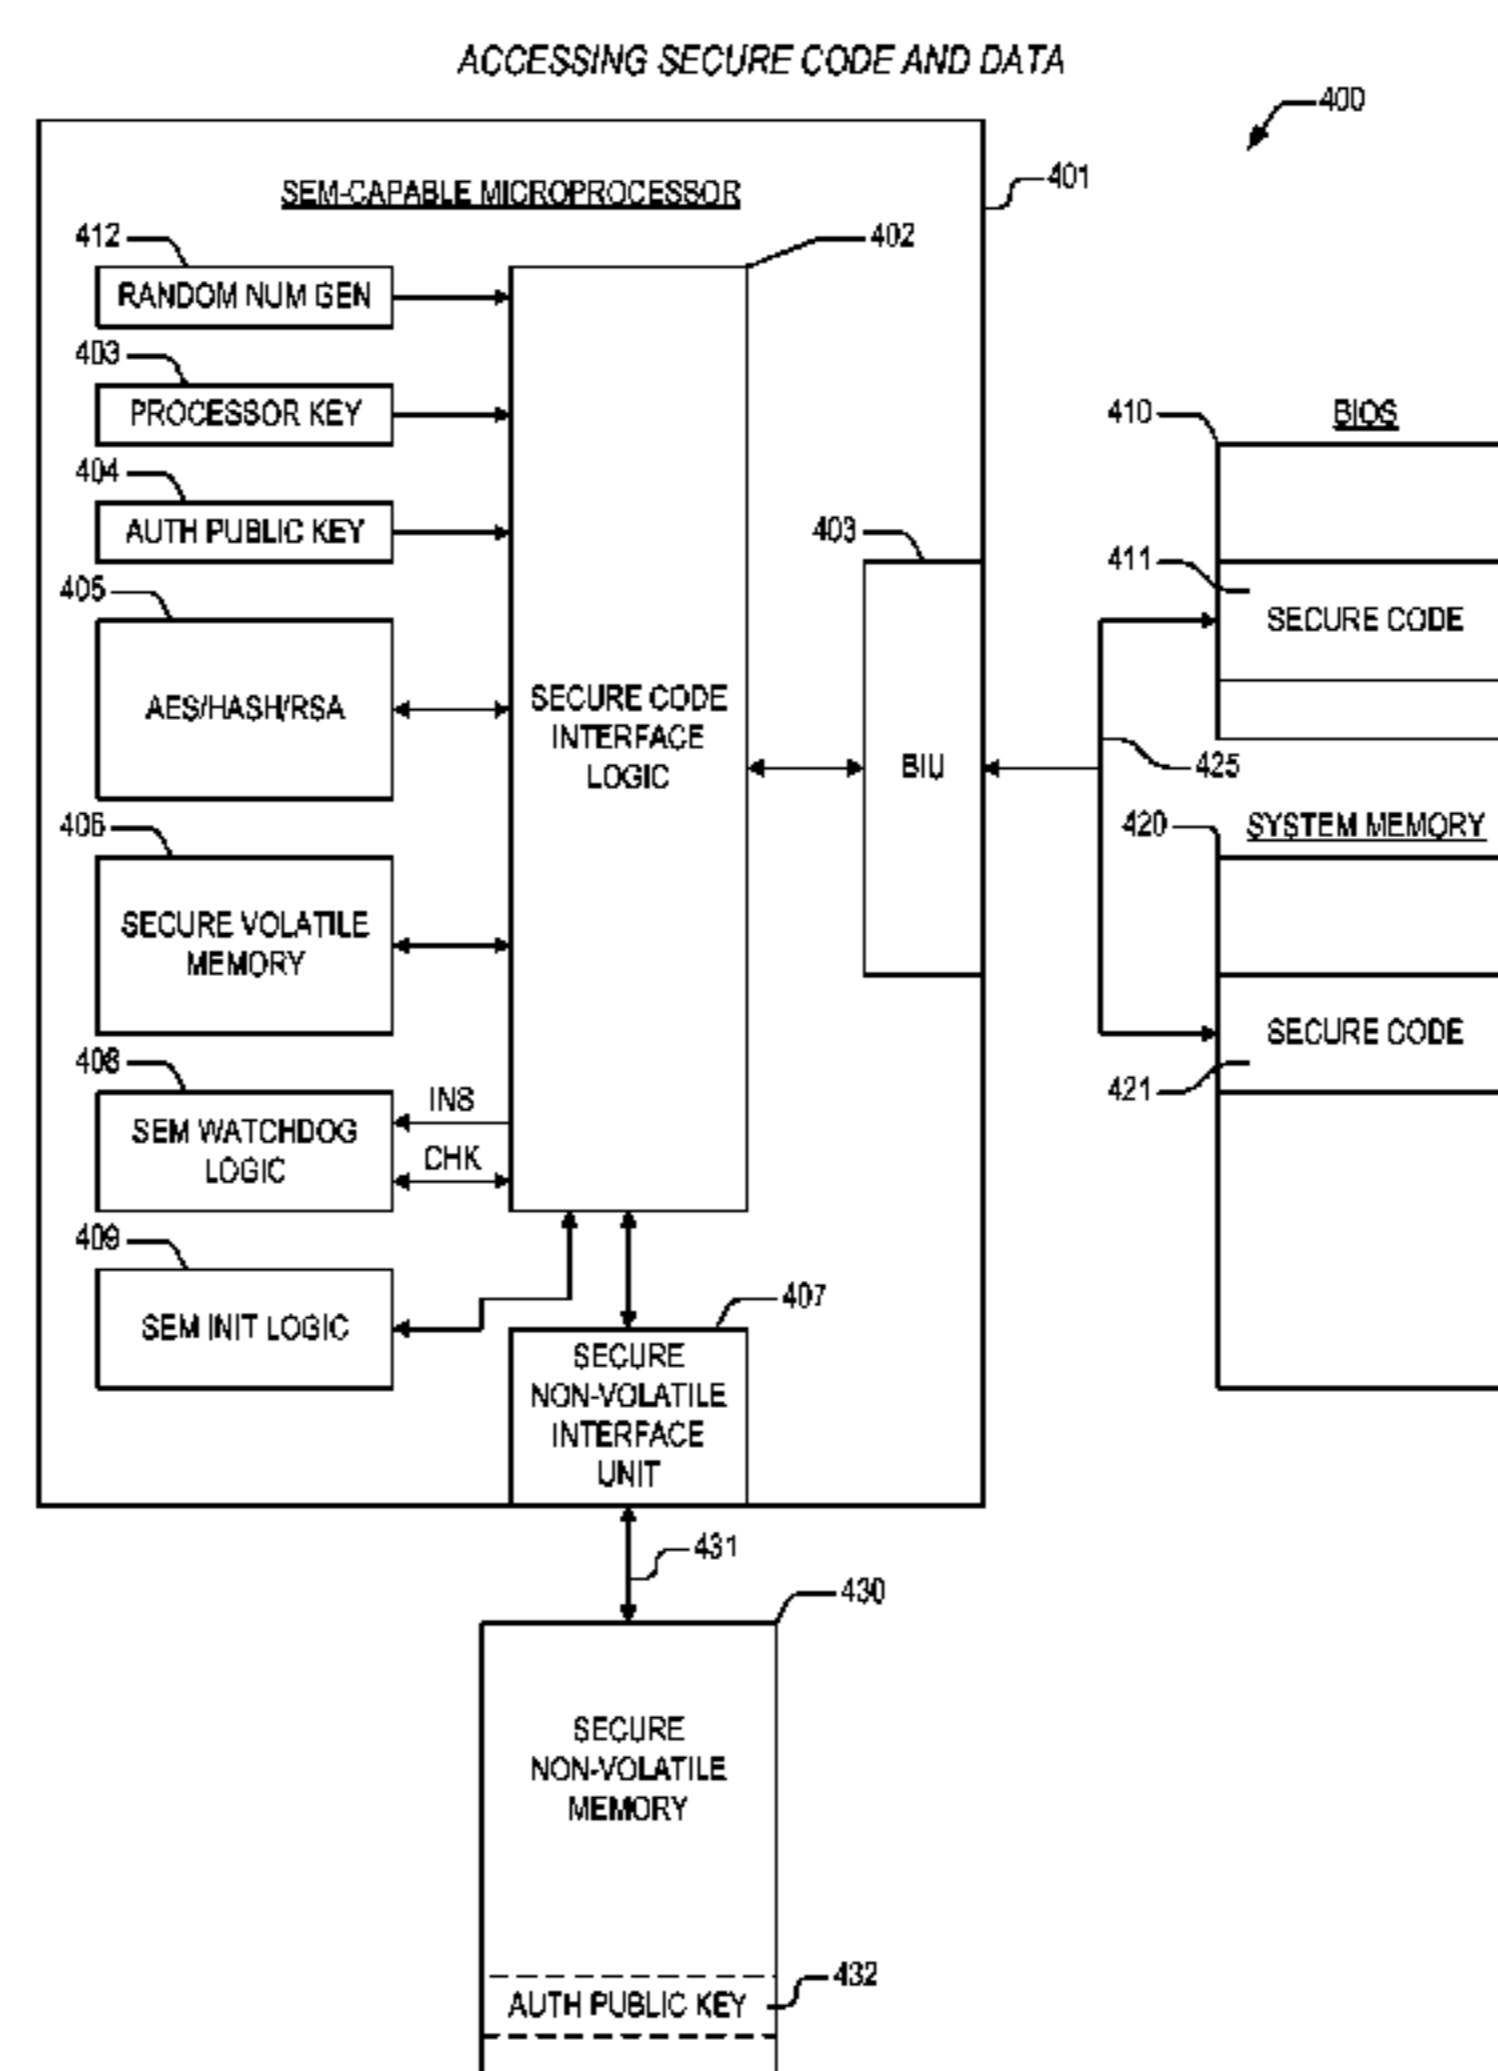 ACCESSING SECURE CODE AND DATA
400
401
SEM-CAPABLE MICROPROCESSOR
412
402
RANDOM NUM GEN
403
PROCESSOR KEY
404
AUTH PUBLIC KEY
405
AES/HASH/RSA
406
SECURE VOLATILE
MEMORY
408
INS
SEM WATCHDOG
LOGIC
CHK
409
SEM INIT LOGIC
SECURE CODE
INTERFACE
LOGIC
403
BIU
407
SECURE
NON-VOLATILE
INTERFACE
UNIT
410
BIOS
411
SECURE CODE
425
420
SYSTEM MEMORY
SECURE CODE
421
431
430
SECURE
NON-VOLATILE
MEMORY
432
AUTH PUBLIC KEY